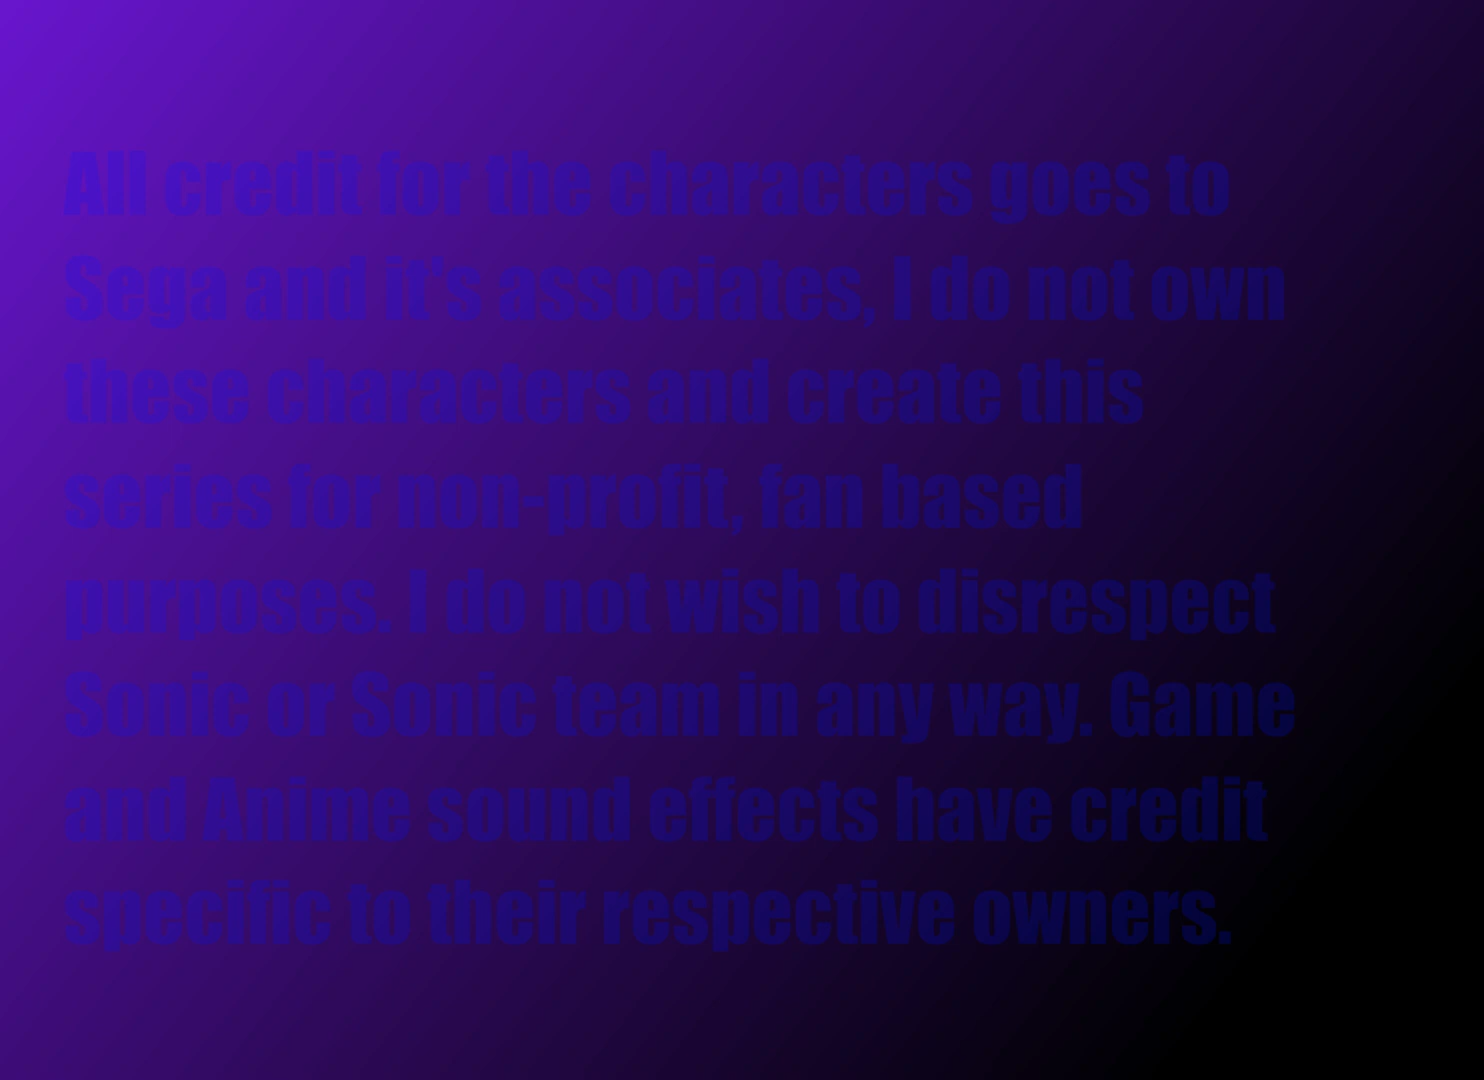 All credit for the characters goes to
Sega and it's associates, I do not own
these characters and create this
series for non-profit, fan based
purposes. I do not wish to disrespect
Sonic or Sonic team in any way. Game
and Anime sound effects have credit
specific to their respective owners.